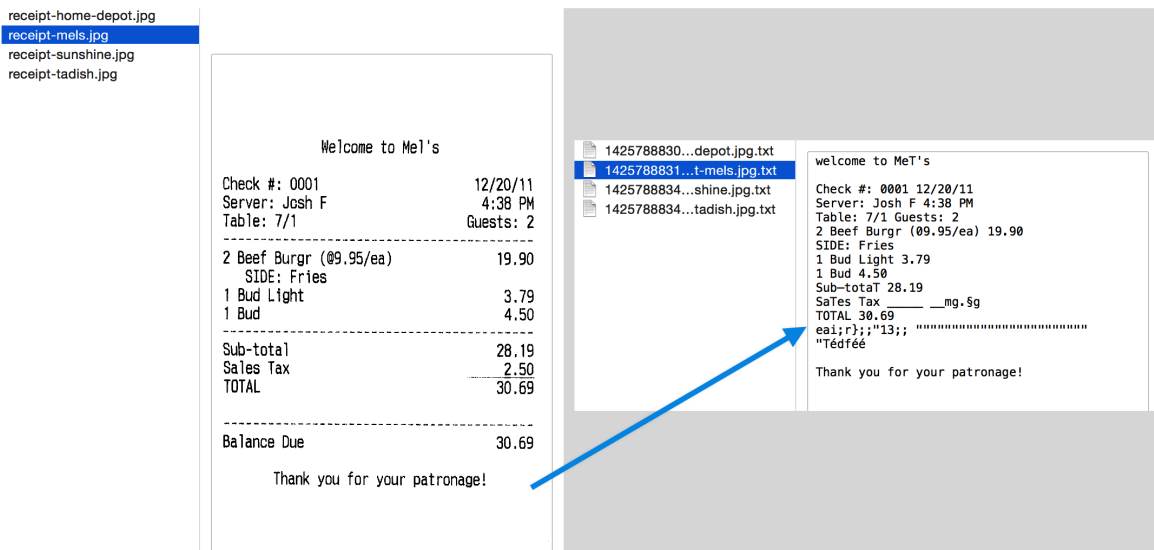 receipt-home-depot.jpg
receipt-mels.jpg
receipt-sunshine.jpg
receipt-tadish.jpg
Welcome to Mel's
Check #: 0001 12/20/11
Server: Josh F 4:38 PM
Table: 7/1 Guests: 2
2 Beef Burgr (@9.95/ea) 19.90
SIDE: Fries
1 Bud Light 3.79
1 Bud 4.50
Sub-total 28.19
Sales Tax 2.50
TOTAL 30.69
Balance Due 30.69
Thank you for your patronage!
1425788830...depot.jpg.txt
1425788831...t-mels.jpg.txt
1425788834...shine.jpg.txt
1425788834...tadish.jpg.txt
welcome to MeT's
Check #: 0001 12/20/11
Server: Josh F 4:38 PM
Table: 7/1 Guests: 2
2 Beef Burgr (09.95/ea) 19.90
SIDE: Fries
1 Bud Light 3.79
1 Bud 4.50
Sub—totaT 28.19
SaTes Tax _____ __mg.§g
TOTAL 30.69
eai;r};;"13;; """"""""""""""""""""""""
"Tédféé
Thank you for your patronage!